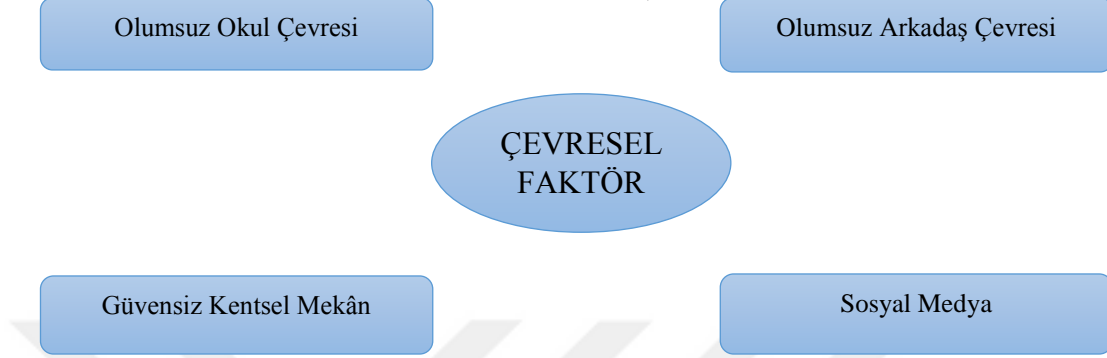 Olumsuz Okul Çevresi
Olumsuz Arkadaş Çevresi
ÇEVRESEL
FAKTÖR
Güvensiz Kentsel Mekân
Sosyal Medya